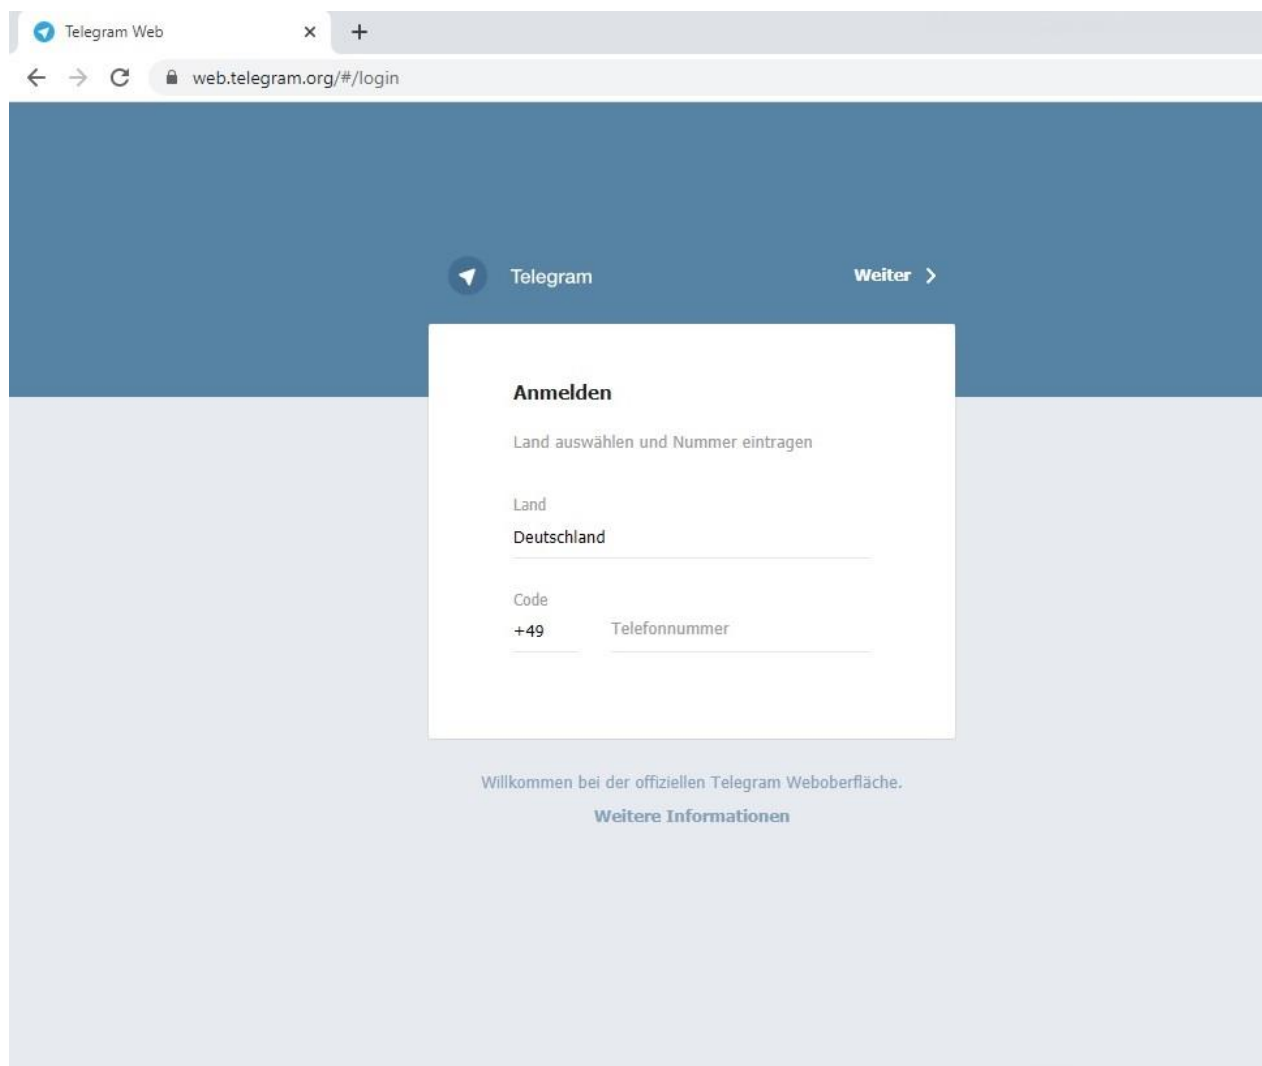 Telegram Web
web.telegram.org/#/login
Telegram Weiter
Anmelden
Land auswählen und Nummer eintragen
Land
Deutschland
Code
+49 Telefonnummer
Willkommen bei der offiziellen Telegram Weboberfläche.
Weitere Informationen